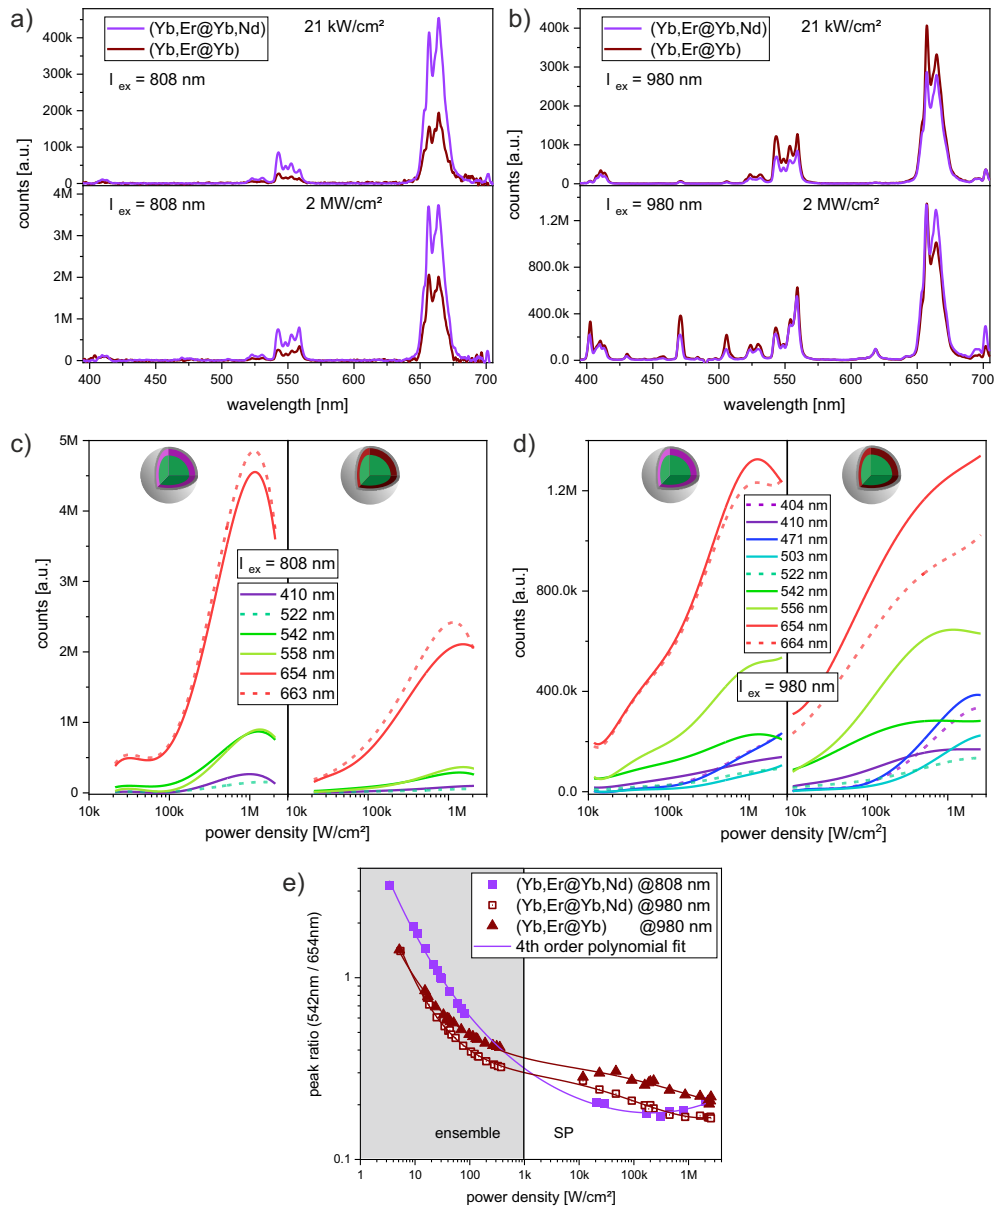 a)
(Yb,Er@Yb,Nd)
(Yb,Er@Yb)
21 kW/cm²
I ex = 808 nm
400k
300k
200k
100k
0
I ex = 808 nm
2 MW/cm²
4M
3M
2M
1M
0
counts [a.u.]
400 450 500 550 600 650 700
wavelength [nm]
b)
(Yb,Er@Yb,Nd)
(Yb,Er@Yb)
21 kW/cm²
I ex = 980 nm
400k
300k
200k
100k
0
I ex = 980 nm
2 MW/cm²
1.2M
800.0k
400.0k
0.0
counts [a.u.]
400 450 500 550 600 650 700
wavelength [nm]
c)
5M
4M
3M
2M
1M
0
counts [a.u.]
I ex = 808 nm
410 nm
522 nm
542 nm
558 nm
654 nm
663 nm
10k 100k 1M 10k 100k 1M
power density [W/cm²]
d)
1.2M
800.0k
400.0k
0.0
counts [a.u.]
404 nm
410 nm
471 nm
503 nm
522 nm
542 nm
556 nm
654 nm
664 nm
I ex = 980 nm
10k 100k 1M 10k 100k 1M
power density [W/cm²]
e)
(Yb,Er@Yb,Nd) @808 nm
(Yb,Er@Yb,Nd) @980 nm
(Yb,Er@Yb) @980 nm
4th order polynomial fit
1
0.1
peak ratio (542nm / 654nm)
ensemble
SP
1 10 100 1k 10k 100k 1M
power density [W/cm²]